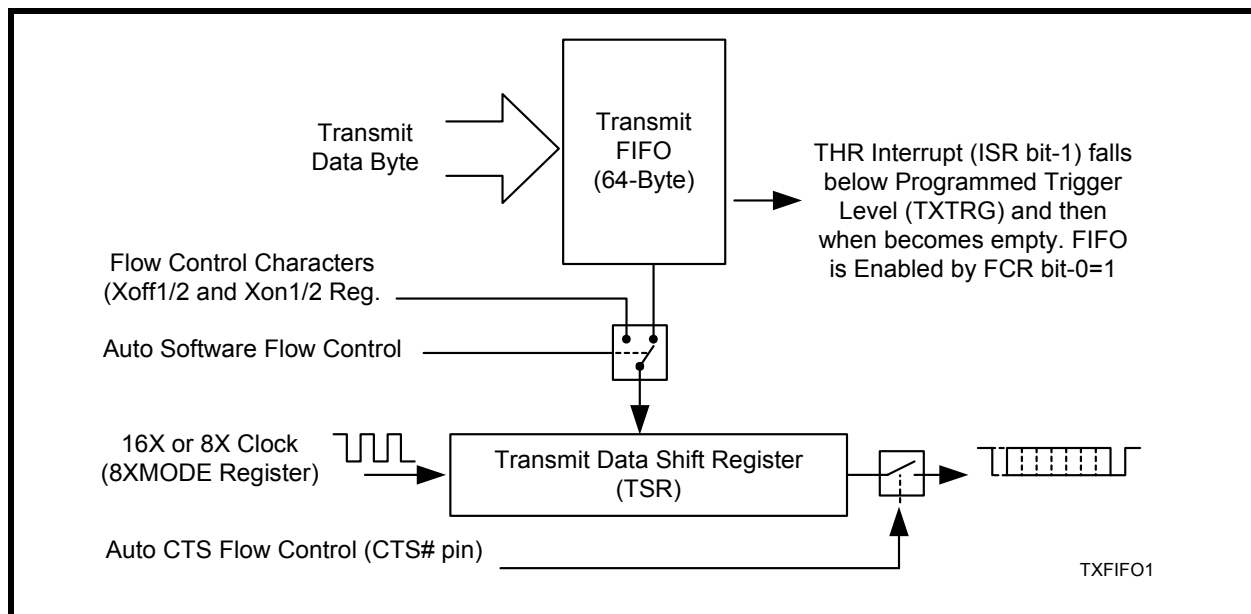 Transmit
Data Byte
Transmit
FIFO
(64-Byte)
THR Interrupt (ISR bit-1) falls
below Programmed Trigger
Level (TXTRG) and then
when becomes empty. FIFO
is Enabled by FCR bit-0=1
Flow Control Characters
(Xoff1/2 and Xon1/2 Reg.
Auto Software Flow Control
16X or 8X Clock
(8XMODE Register)
Transmit Data Shift Register
(TSR)
Auto CTS Flow Control (CTS# pin)
TXFIFO1